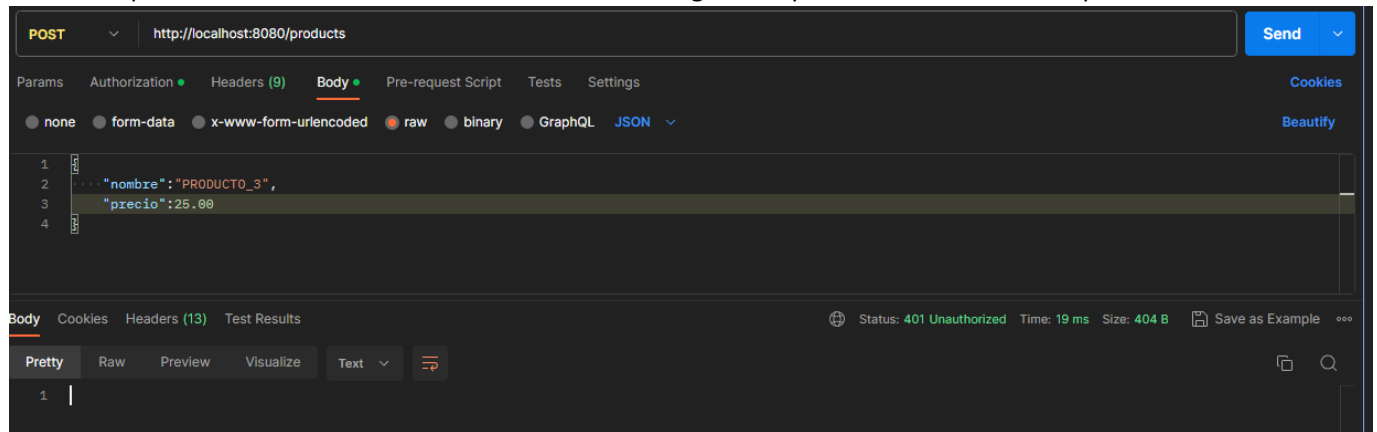 POST http://localhost:8080/products Send
Params Authorization Headers (9) Body Pre-request Script Tests Settings Cookies
none form-data x-www-form-urlencoded raw binary GraphQL JSON Beautify
1 {
2 "nombre":"PRODUCTO_3",
3 "precio":25.00
4 }
Body Cookies Headers (13) Test Results Status: 401 Unauthorized Time: 19 ms Size: 404 B Save as Example
Pretty Raw Preview Visualize Text
1